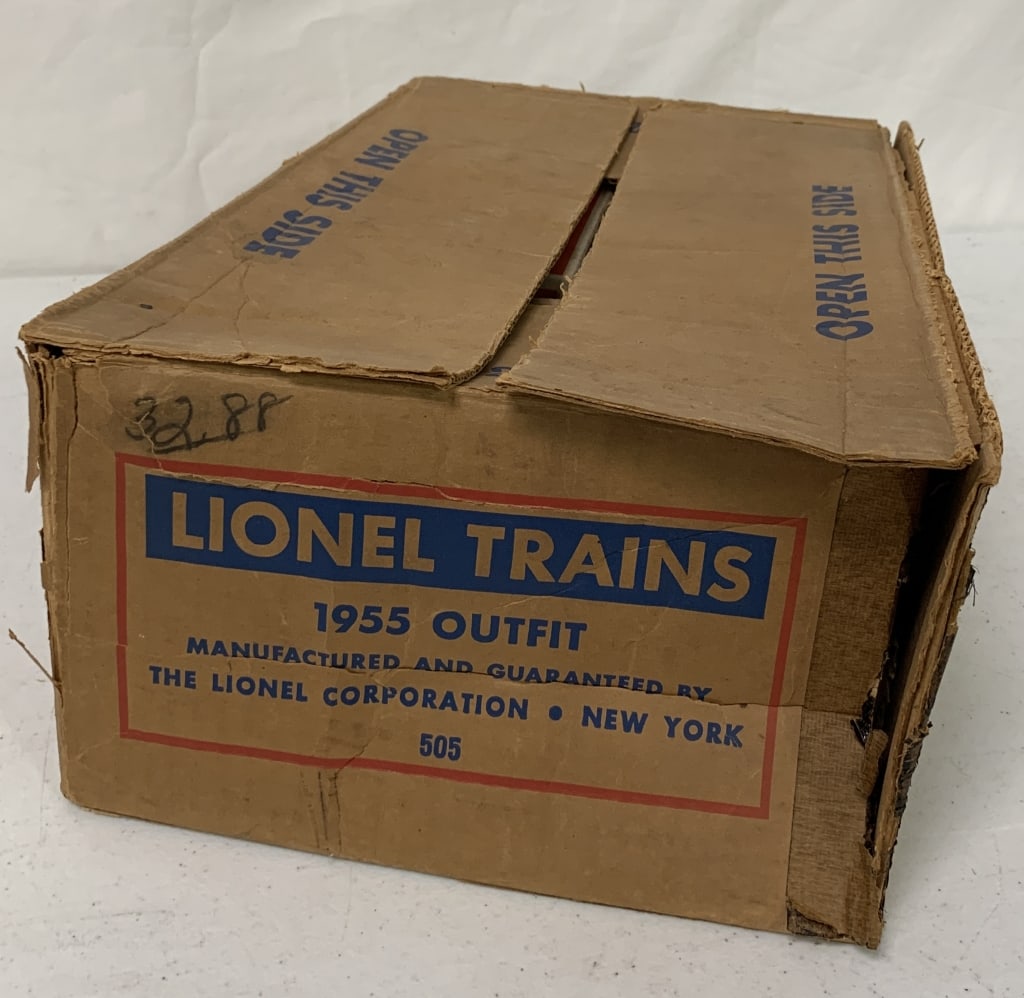 OPEN THIS SIDE
OPEN THIS SIDE
32.88
LIONEL TRAINS
1955 OUTFIT
MANUFACTURED AND GUARANTEED BY
THE LIONEL CORPORATION • NEW YORK
505